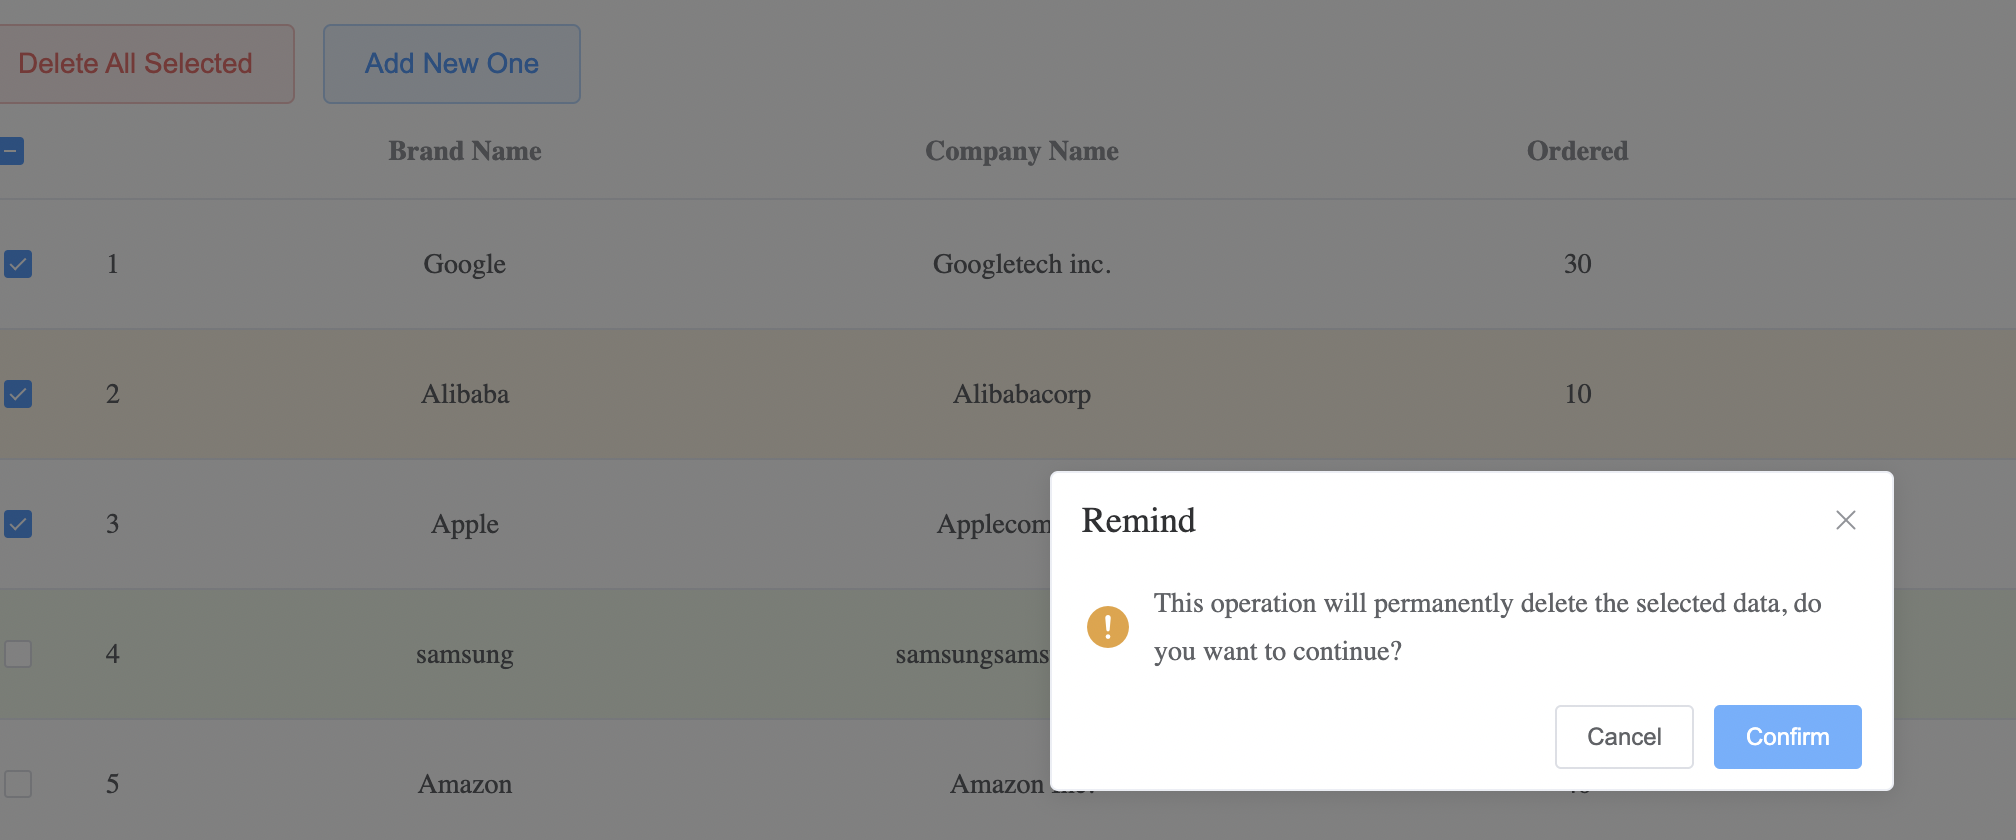 Delete All Selected Add New One
Brand Name Company Name Ordered
1 Google Googletech inc. 30
2 Alibaba Alibabacorp 10
3 Apple
4 samsung
5 Amazon Amazon
Remind
This operation will permanently delete the selected data, do
you want to continue?
Cancel Confirm